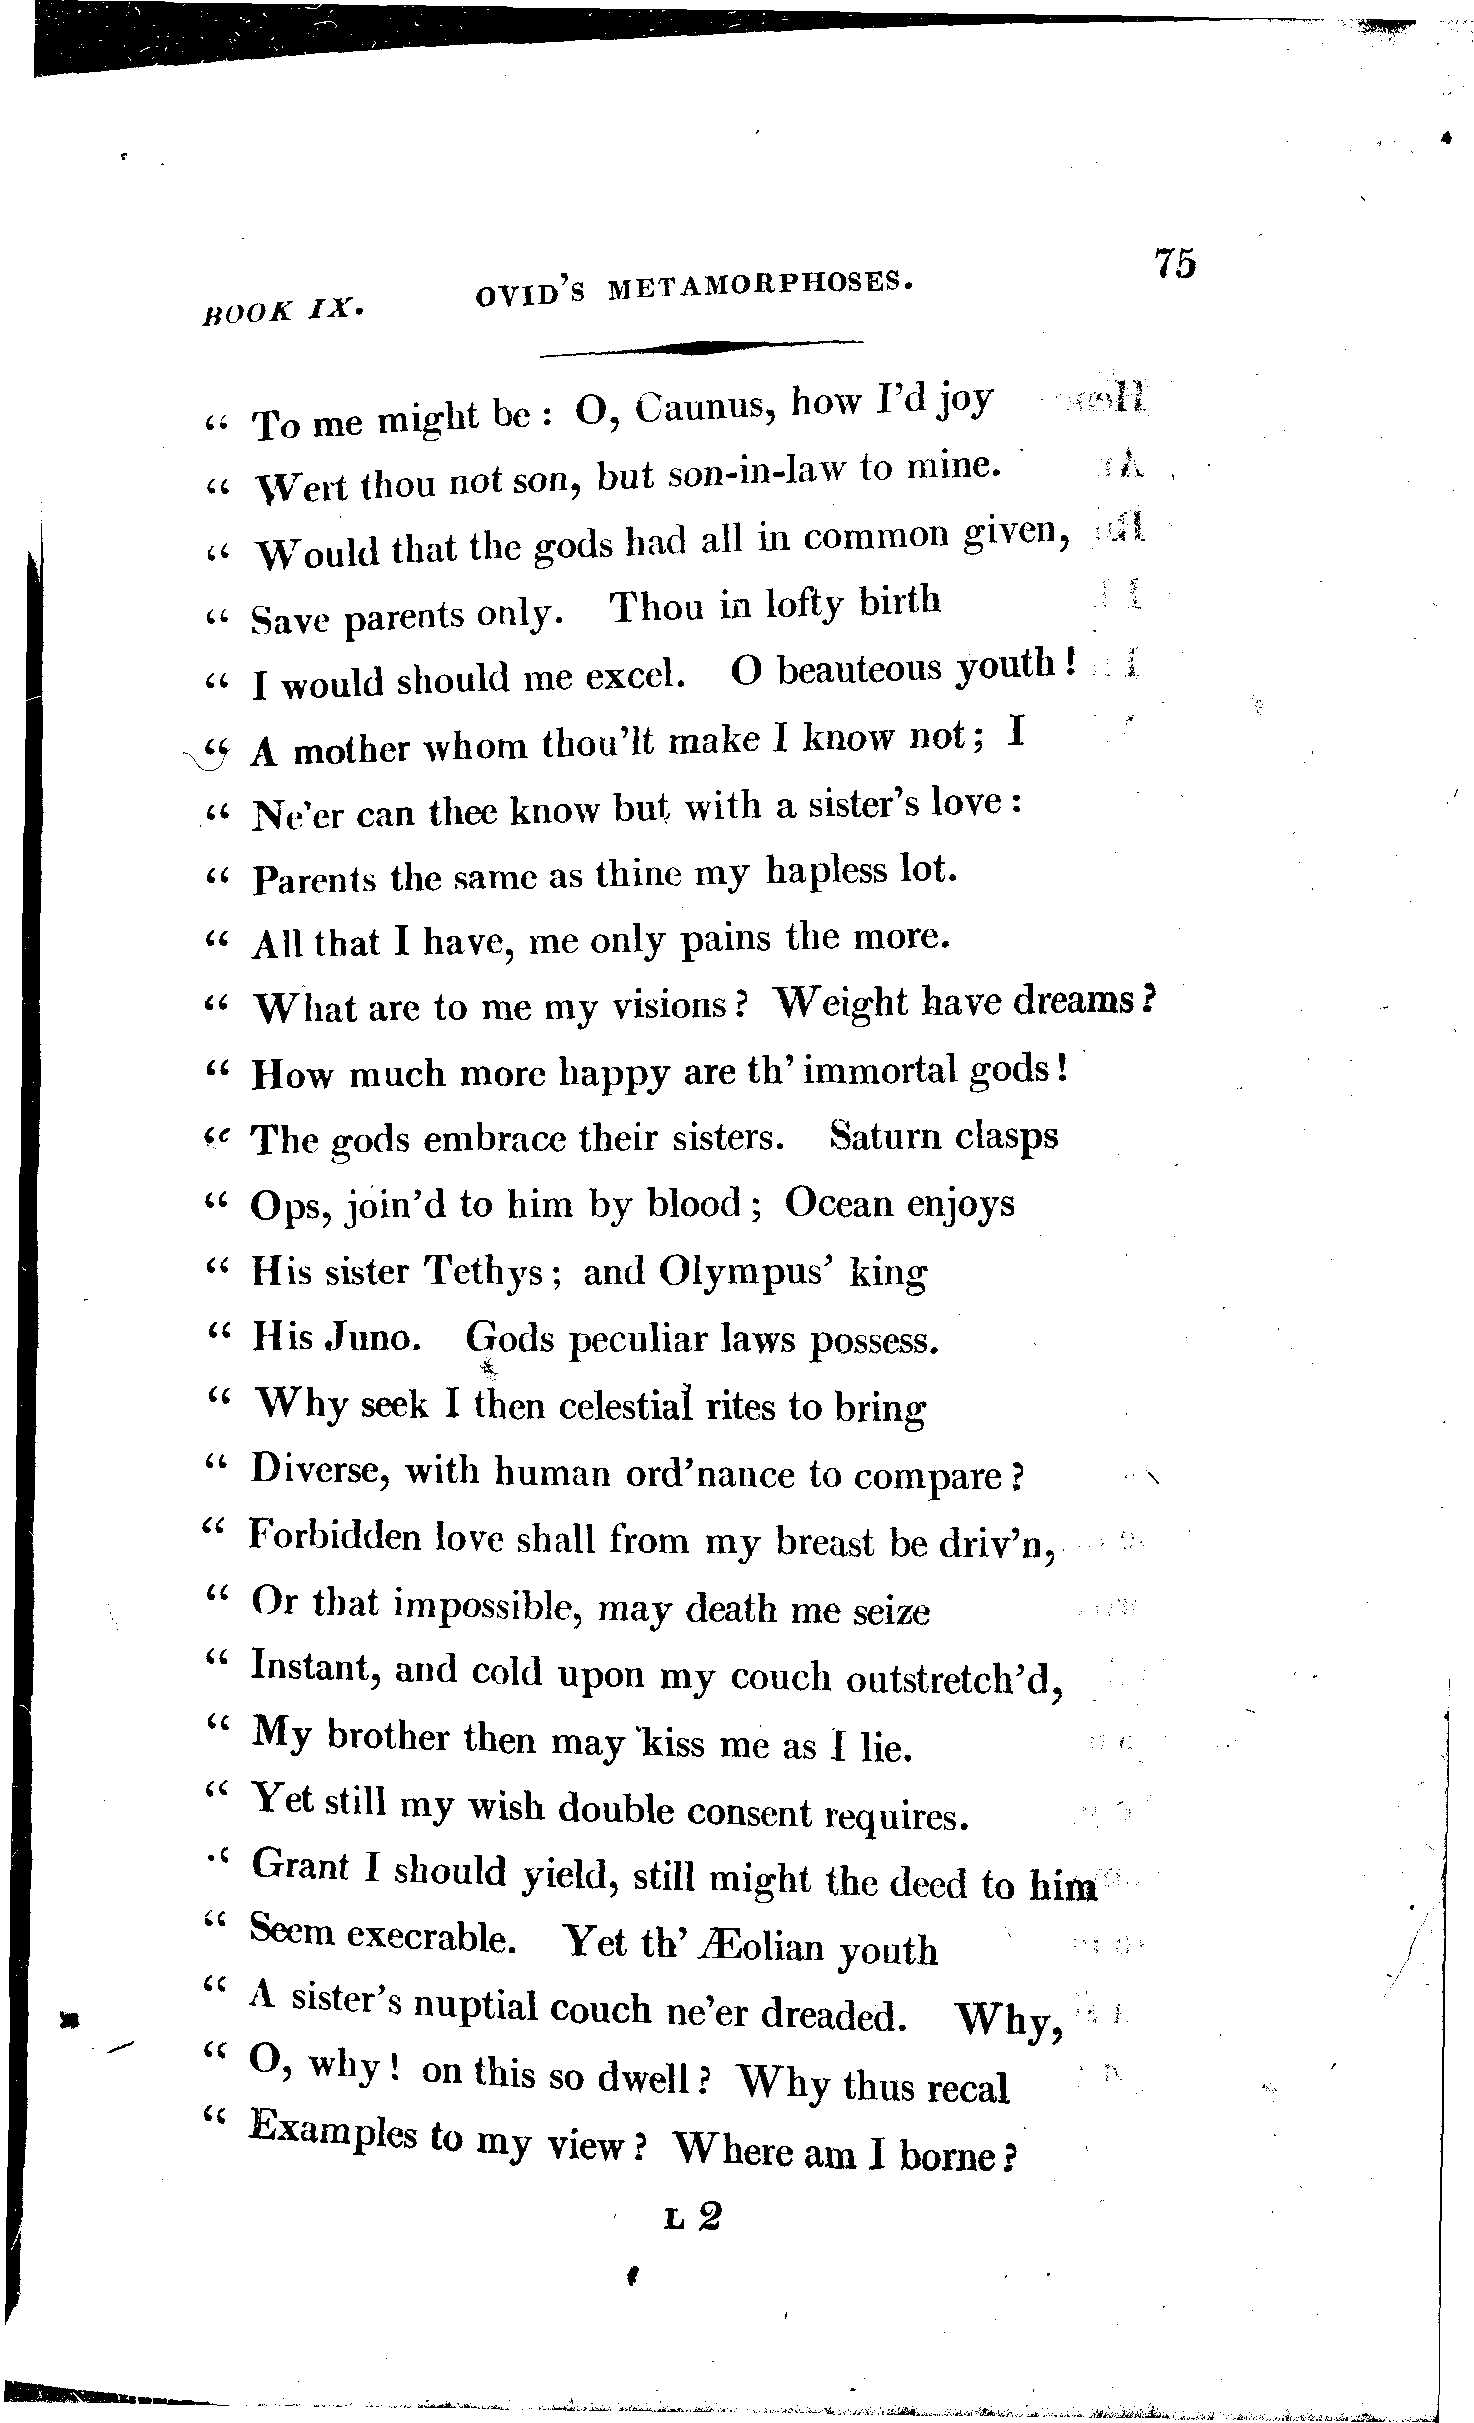 BOOK IX. OVID'S METAMORPHOSES. 75
“ To me might be : O, Caunus, how I'd joy
“ Wert thou not son, but son-in-law to mine.
“ Would that the gods had all in common given,
“ Save parents only. Thou in lofty birth
“ I would should me excel. O beauteous youth !
“ A mother whom thou'lt make I know not ; I
“ Ne'er can thee know but with a sister's love :
“ Parents the same as thine my hapless lot.
“ All that I have, me only pains the more.
“ What are to me my visions ? Weight have dreams ?
“ How much more happy are th' immortal gods !
“ The gods embrace their sisters. Saturn clasps
“ Ops, join'd to him by blood ; Ocean enjoys
“ His sister Tethys ; and Olympus' king
“ His Juno. Gods peculiar laws possess.
“ Why seek I then celestial rites to bring
“ Diverse, with human ord'nance to compare ?
“ Forbidden love shall from my breast be driv'n,
“ Or that impossible, may death me seize
“ Instant, and cold upon my couch outstretch'd,
“ My brother then may kiss me as I lie.
“ Yet still my wish double consent requires.
“ Grant I should yield, still might the deed to him
“ Seem execrable. Yet th' Æolian youth
“ A sister's nuptial couch ne'er dreaded. Why,
“ O, why ! on this so dwell ? Why thus recal
“ Examples to my view ? Where am I borne ?
L 2